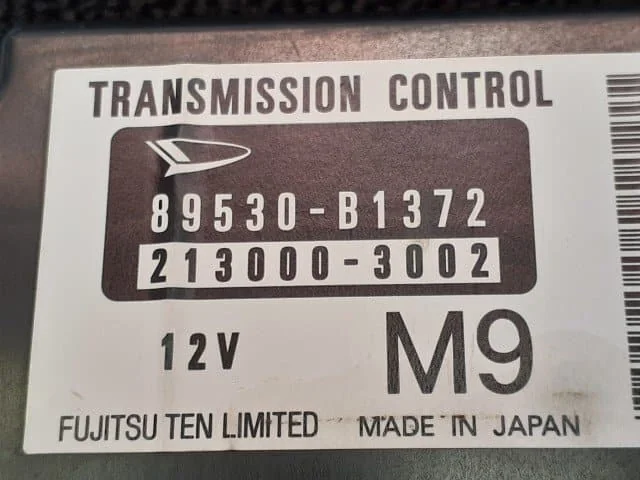 TRANSMISSION CONTROL
89530-B1372
213000-3002
12V
M9
FUJITSU TEN LIMITED MADE IN JAPAN